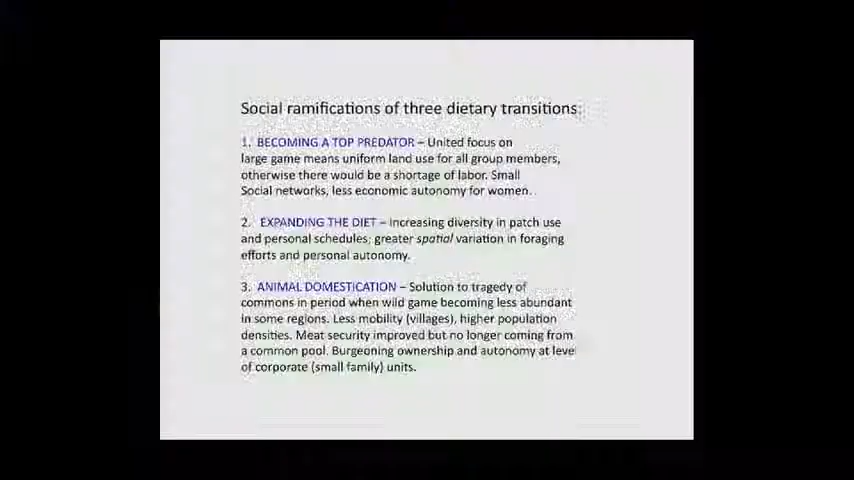 Social ramifications of three dietary transitions:
1. BECOMING A TOP PREDATOR – United focus on
large game means uniform land use for all group members,
otherwise there would be a shortage of labor. Small
Social networks, less economic autonomy for women.
2. EXPANDING THE DIET – Increasing diversity in patch use
and personal schedules; greater spatial variation in foraging
efforts and personal autonomy.
3. ANIMAL DOMESTICATION – Solution to tragedy of
commons in period when wild game becoming less abundant
in some regions. Less mobility (villages), higher population
densities. Meat security improved but no longer coming from
a common pool. Burgeoning ownership and autonomy at level
of corporate (small family) units.